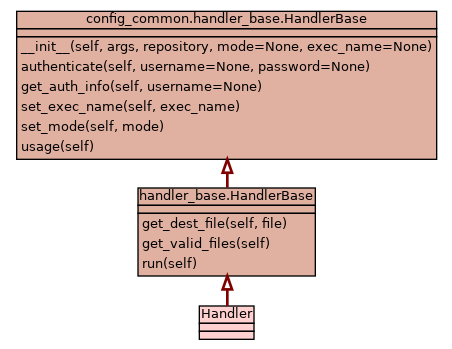 config_common.handler_base.HandlerBase
__init__(self, args, repository, mode=None, exec_name=None)
authenticate(self, username=None, password=None)
get_auth_info(self, username=None)
set_exec_name(self, exec_name)
set_mode(self, mode)
usage(self)
handler_base.HandlerBase
get_dest_file(self, file)
get_valid_files(self)
run(self)
Handler